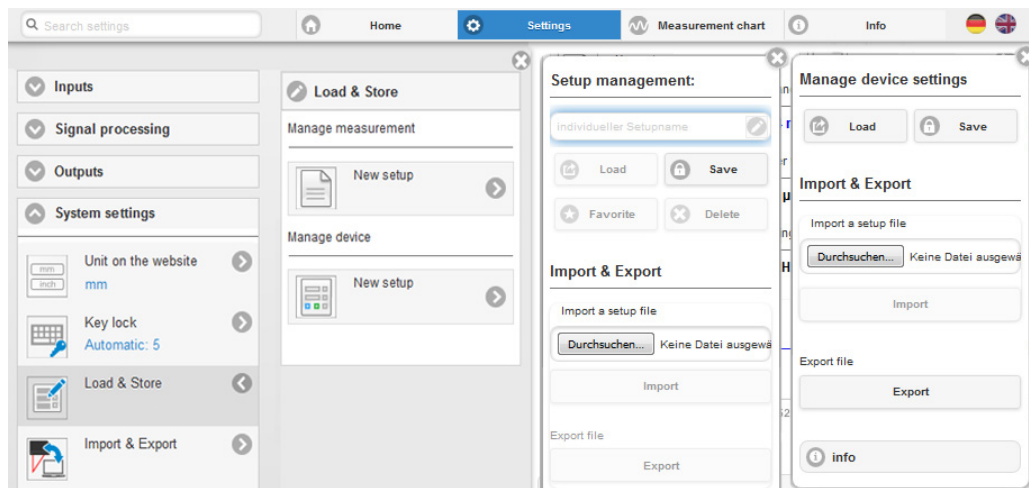 Search settings
Home
Settings
Measurement chart
Info
Inputs
Signal processing
Outputs
System settings
Unit on the website
mm
inch
mm
Key lock
Automatic: 5
Load & Store
Import & Export
Load & Store
Manage measurement
New setup
Manage device
New setup
Setup management:
individueller Setupname
Load
Save
Favorite
Delete
Import & Export
Import a setup file
Durchsuchen... Keine Datei ausgewä
Import
Export file
Export
Manage device settings
Load
Save
Import & Export
Import a setup file
Durchsuchen... Keine Datei ausgewä
Import
Export file
Export
info